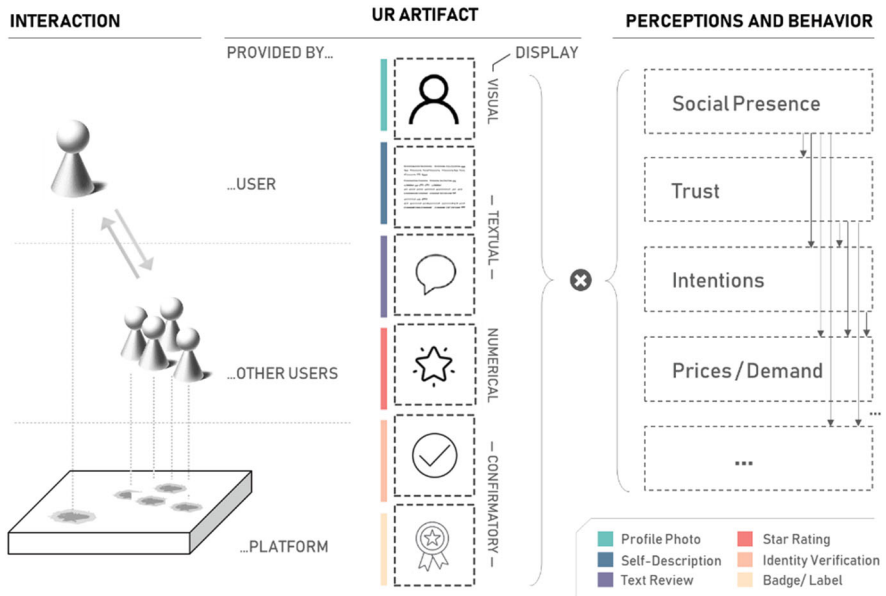 INTERACTION
UR ARTIFACT
PERCEPTIONS AND BEHAVIOR
PROVIDED BY...
DISPLAY
...USER
...OTHER USERS
...PLATFORM
VISUAL
— TEXTUAL —
NUMERICAL
— CONFIRMATORY —
Social Presence
Trust
Intentions
Prices / Demand
...
...
Profile Photo
Self-Description
Text Review
Star Rating
Identity Verification
Badge/ Label